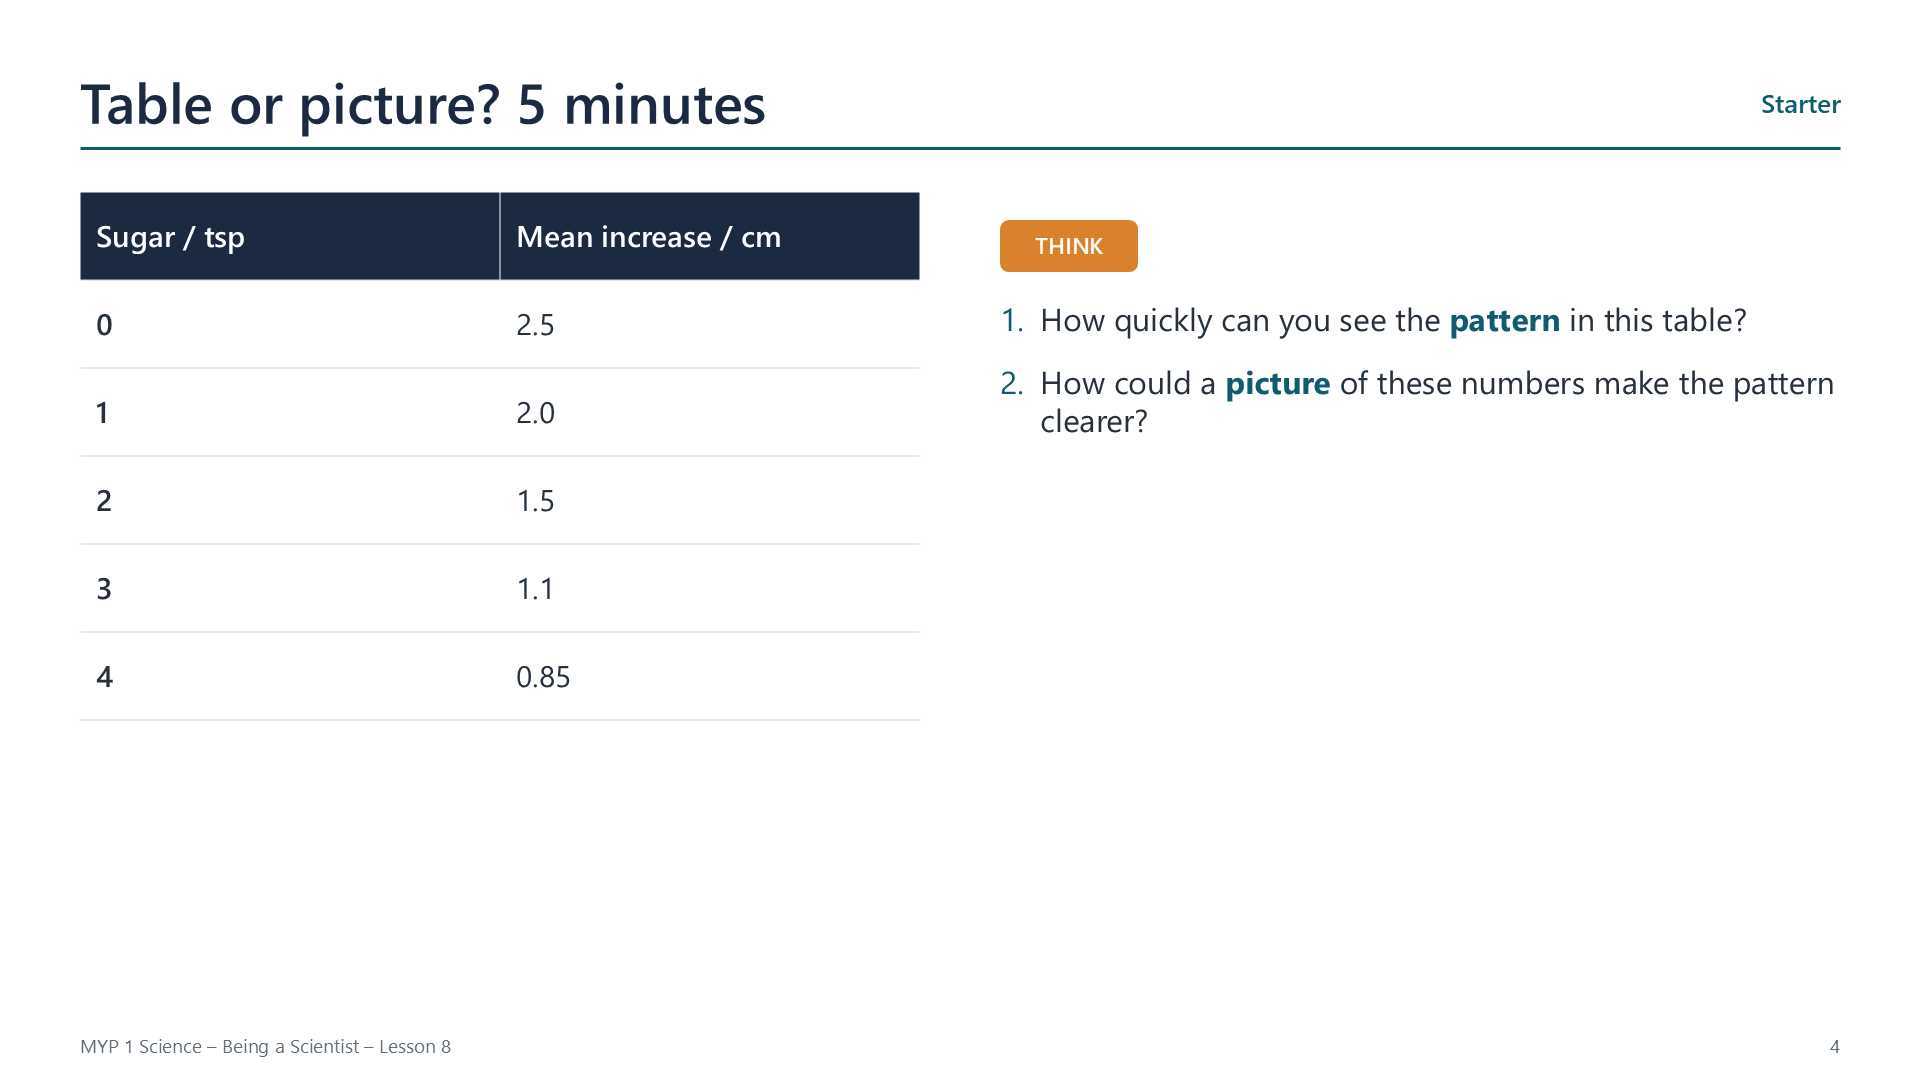 Table or picture? 5 minutes
Starter
Sugar / tsp
Mean increase / cm
0
2.5
1
2.0
2
1.5
3
1.1
4
0.85
THINK
1. How quickly can you see the pattern in this table?
2. How could a picture of these numbers make the pattern
clearer?
MYP 1 Science – Being a Scientist – Lesson 8
4